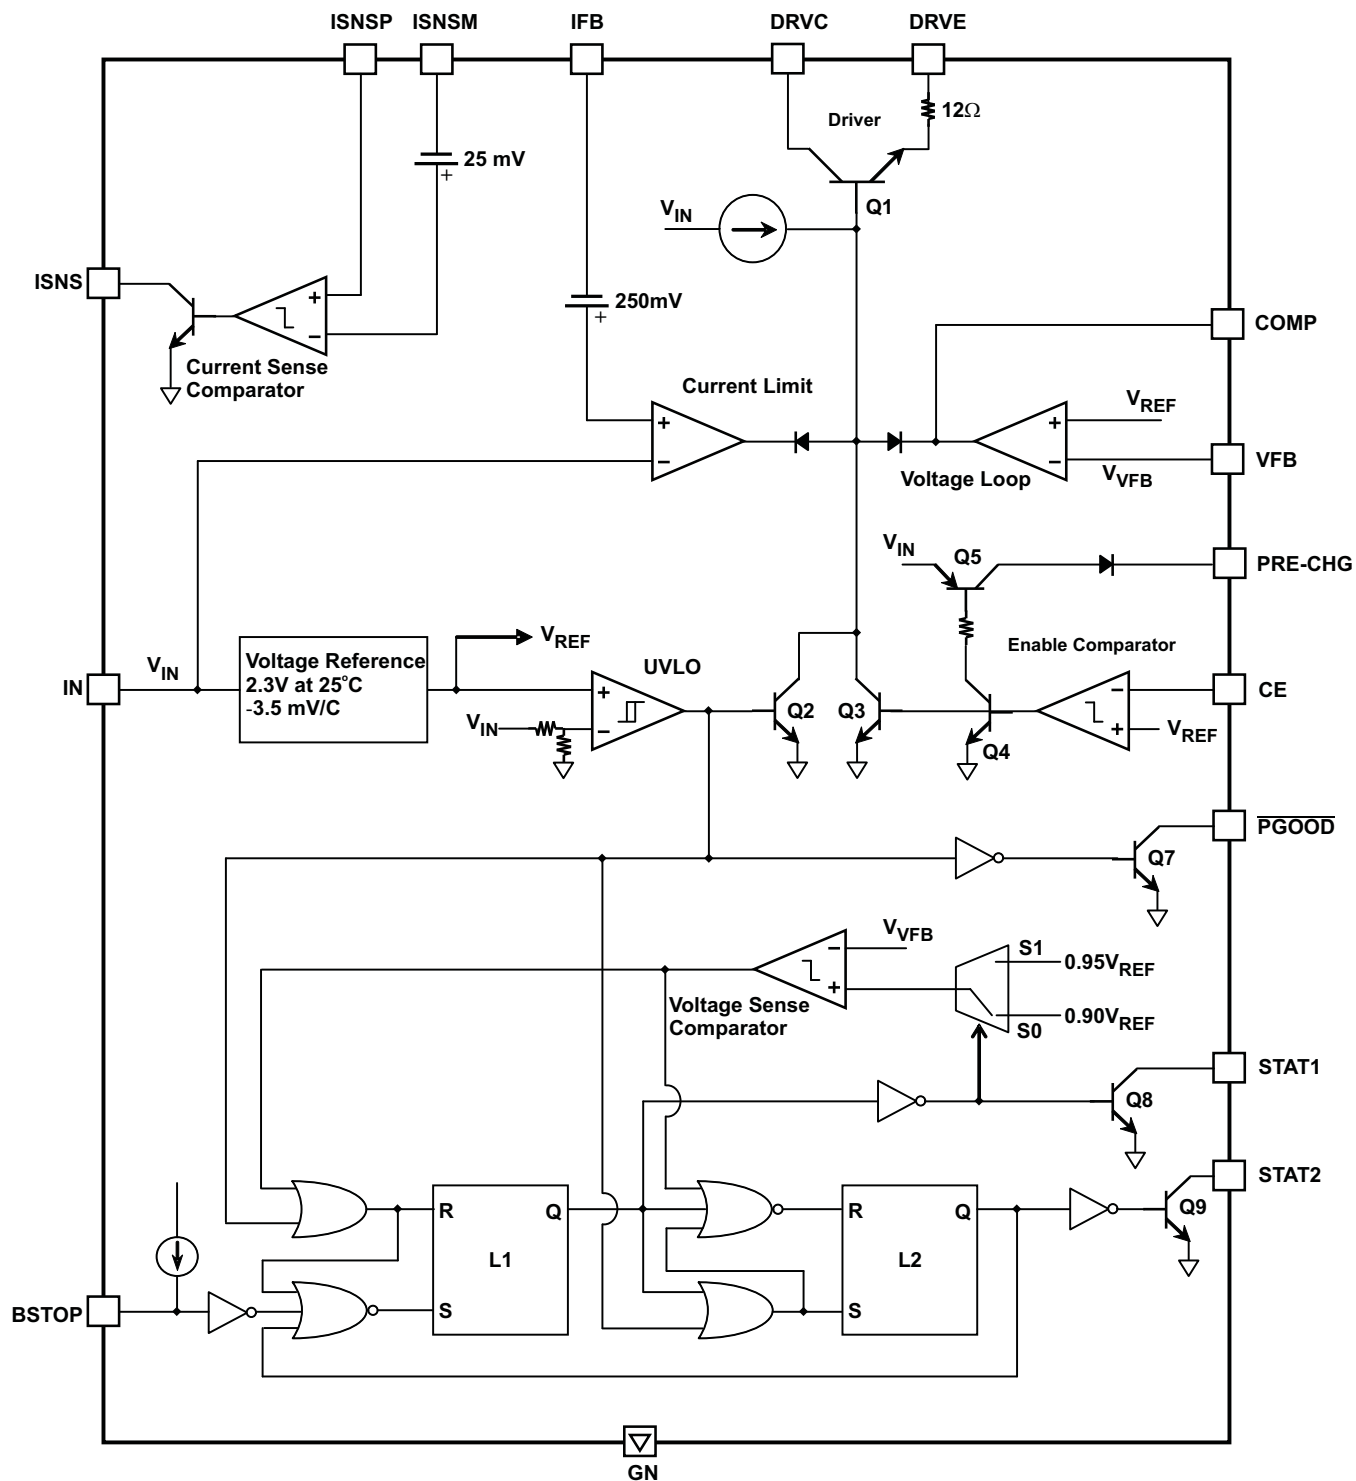 ISNSP ISNSM IFB DRVC DRVE
12Ω
Driver
25 mV
Q1
VIN
ISNS
250mV
COMP
Current Sense
Comparator
Current Limit
+
−
+
−
VREF
+
−
VFB
VVFB
Voltage Loop
VIN
Q5
PRE-CHG
VREF
Enable Comparator
UVLO
IN
VIN
Voltage Reference
2.3V at 25°C
-3.5 mV/C
+
−
VIN
Q2
Q3
Q4
−
+
CE
VREF
PGOOD
Q7
VVFB
−
+
S1
0.95VREF
Voltage Sense
Comparator
0.90VREF
S0
STAT1
Q8
STAT2
Q9
R
Q
L1
S
R
Q
L2
S
BSTOP
GN